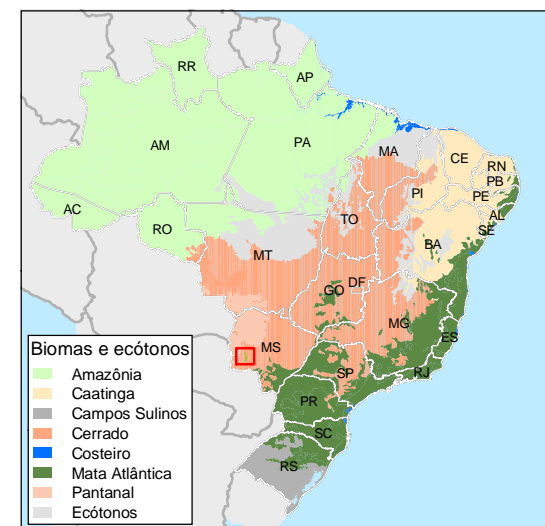 RR
AP
AM
PA
MA
CE
RN
PB
PI
PE
AC
AL
TO
SE
RO
BA
MT
DF
GO
MG
MS
ES
SP
RJ
PR
SC
RS
Biomas e ecótonos
Amazônia
Caatinga
Campos Sulinos
Cerrado
Costeiro
Mata Atlântica
Pantanal
Ecótonos